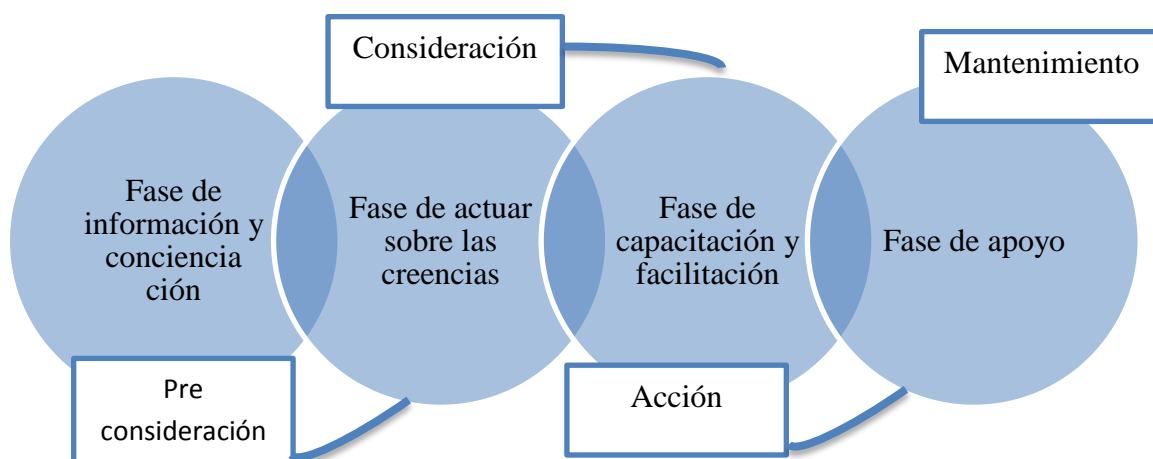 Consideración
Mantenimiento
Fase de
información y
conciencia
ción
Fase de actuar
sobre las
creencias
Fase de
capacitación y
facilitación
Fase de apoyo
Pre
consideración
Acción